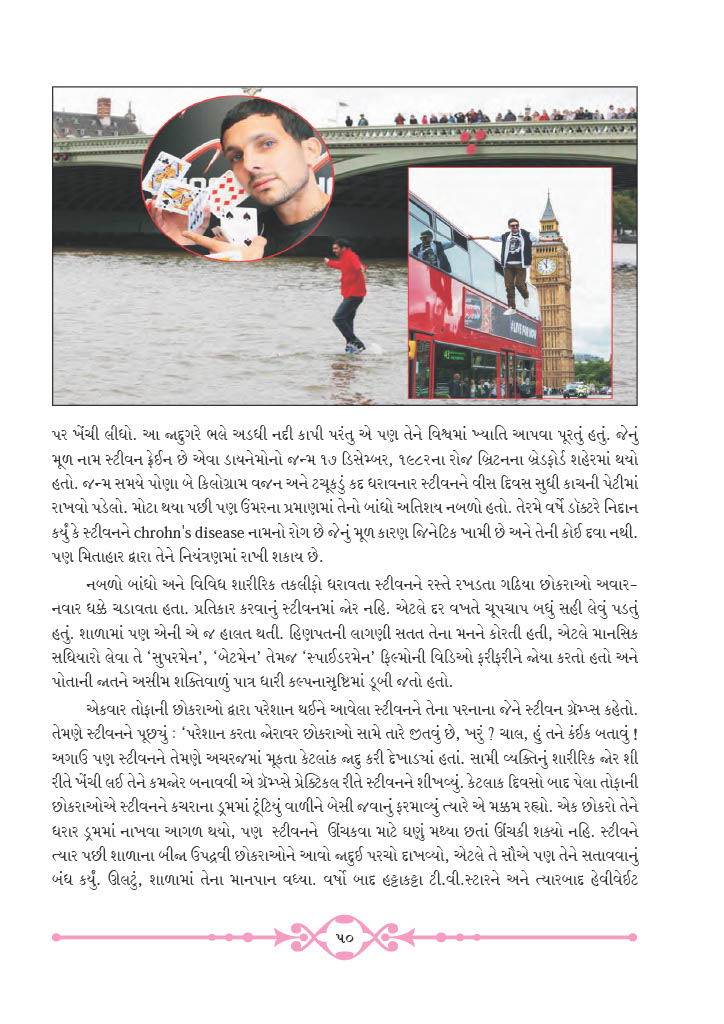 #LIVE FOR NOW
43
પર ખેંચી લીધો. આ જાદુગરે ભલે અડધી નદી કાપી પરંતુ એ પણ તેને વિશ્વમાં ખ્યાતિ આપવા પૂરતું હતું. જેનું
મૂળ નામ સ્ટીવન ફ્રેઈન છે એવા ડાયનેમોનો જન્મ ૧૭ ડિસેમ્બર, ૧૯૮૨ના રોજ બ્રિટનના બ્રેડફોર્ડ શહેરમાં થયો
હતો. જન્મ સમયે પોણા બે કિલોગ્રામ વજન અને ટચૂકડું કદ ધરાવનાર સ્ટીવનને વીસ દિવસ સુધી કાચની પેટીમાં
રાખવો પડેલો. મોટા થયા પછી પણ ઉંમરના પ્રમાણમાં તેનો બાંધો અતિશય નબળો હતો. તેરમે વર્ષે ડૉક્ટરે નિદાન
કર્યું કે સ્ટીવનને chrohn's disease નામનો રોગ છે જેનું મૂળ કારણ જિનેટિક ખામી છે અને તેની કોઈ દવા નથી.
પણ મિતાહાર દ્વારા તેને નિયંત્રણમાં રાખી શકાય છે.
નબળો બાંધો અને વિવિધ શારીરિક તકલીફો ધરાવતા સ્ટીવનને રસ્તે રખડતા ગઠિયા છોકરાઓ અવાર-
નવાર ધક્કે ચડાવતા હતા. પ્રતિકાર કરવાનું સ્ટીવનમાં જોર નહિ. એટલે દર વખતે ચૂપચાપ બધું સહી લેવું પડતું
હતું. શાળામાં પણ એની એ જ હાલત થતી. હિણપતની લાગણી સતત તેના મનને કોરતી હતી, એટલે માનસિક
સધિયારો લેવા તે ‘સુપરમેન’, ‘બેટમેન’ તેમજ ‘સ્પાઈડરમેન’ ફિલ્મોની વિડિઓ ફરીફરીને જોયા કરતો હતો અને
પોતાની જાતને અસીમ શક્તિવાળું પાત્ર ધારી કલ્પનાસૃષ્ટિમાં ડૂબી જતો હતો.
એકવાર તોફાની છોકરાઓ દ્વારા પરેશાન થઈને આવેલા સ્ટીવનને તેના પરનાના જેને સ્ટીવન ગ્રૅમ્પ્સ કહેતો.
તેમણે સ્ટીવનને પૂછ્યું : ‘પરેશાન કરતા જોરાવર છોકરાઓ સામે તારે જીતવું છે, ખરું ? ચાલ, હું તને કંઈક બતાવું !
અગાઉ પણ સ્ટીવનને તેમણે અચરજમાં મૂકતા કેટલાંક જાદુ કરી દેખાડ્યાં હતાં. સામી વ્યક્તિનું શારીરિક જોર શી
રીતે ખેંચી લઈ તેને કમજોર બનાવવી એ ગ્રૅમ્પ્સે પ્રેક્ટિકલ રીતે સ્ટીવનને શીખવ્યું. કેટલાક દિવસો બાદ પેલા તોફાની
છોકરાઓએ સ્ટીવનને કચરાના ડ્રમમાં ટૂંટિયું વાળીને બેસી જવાનું ફરમાવ્યું ત્યારે એ મક્કમ રહ્યો. એક છોકરો તેને
ધરાર ડ્રમમાં નાખવા આગળ થયો, પણ સ્ટીવનને ઊંચકવા માટે ઘણું મથ્યા છતાં ઊંચકી શક્યો નહિ. સ્ટીવને
ત્યાર પછી શાળાના બીજા ઉપદ્રવી છોકરાઓને આવો જાદુઈ પરચો દાખવ્યો, એટલે તે સૌએ પણ તેને સતાવવાનું
બંધ કર્યું. ઊલટું, શાળામાં તેના માનપાન વધ્યા. વર્ષો બાદ હટ્ટાકટ્ટા ટી.વી.સ્ટારને અને ત્યારબાદ હેવીવેઈટ
૫૦